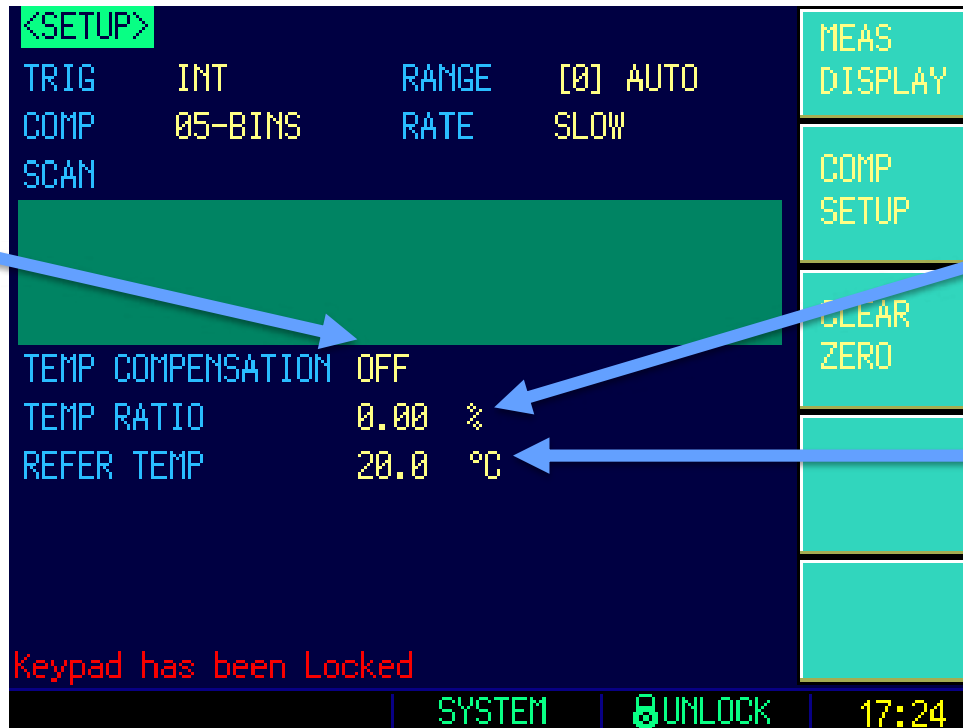 <SETUP>
TRIG INT RANGE [0] AUTO
COMP 05-BINS RATE SLOW
SCAN
TEMP COMPENSATION OFF
TEMP RATIO 0.00 %
REFER TEMP 20.0 °C
Keypad has been Locked
MEAS
DISPLAY
COMP
SETUP
CLEAR
ZERO
SYSTEM UNLOCK 17:24